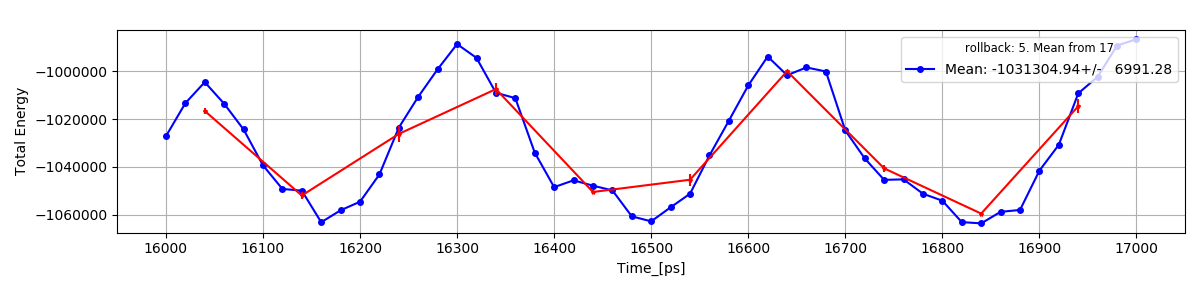 rollback: 5. Mean from 17
Mean: -1031304.94+/- 6991.28
Total Energy
−1000000
−1020000
−1040000
−1060000
16000 16100 16200 16300 16400 16500 16600 16700 16800 16900 17000
Time_[ps]